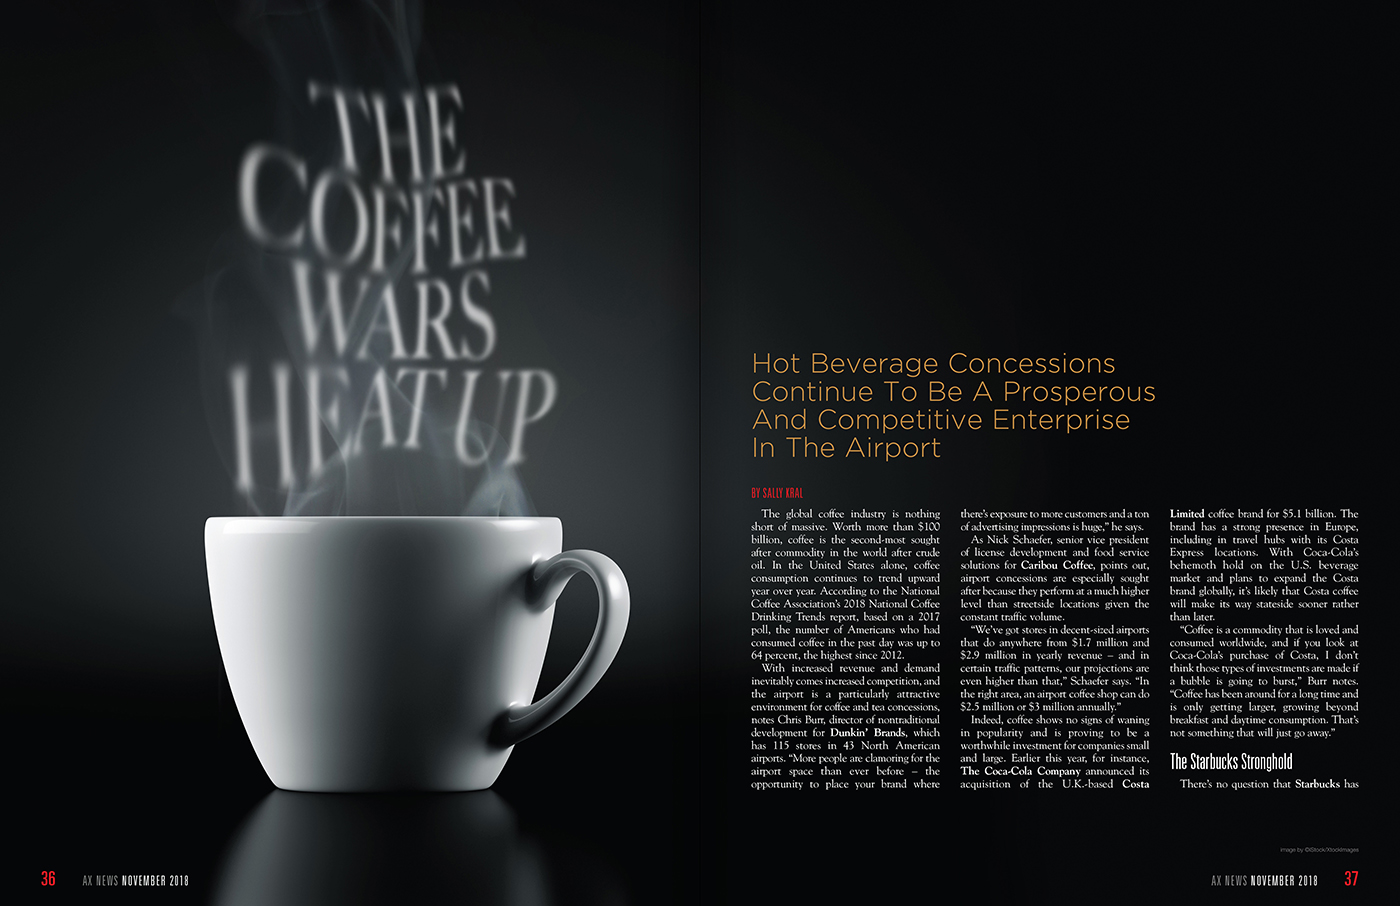 THE
COFFEE
WARS
HEAT UP
Hot Beverage Concessions
Continue To Be A Prosperous
And Competitive Enterprise
In The Airport
BY SALLY KRAL
The global coffee industry is nothing
short of massive. Worth more than $100
billion, coffee is the second-most sought
after commodity in the world after crude
oil. In the United States alone, coffee
consumption continues to trend upward
year over year. According to the National
Coffee Association's 2018 National Coffee
Drinking Trends report, based on a 2017
poll, the number of Americans who had
consumed coffee in the past day was up to
64 percent, the highest since 2012.
With increased revenue and demand
inevitably comes increased competition, and
the airport is a particularly attractive
environment for coffee and tea concessions,
notes Chris Burr, director of nontraditional
development for Dunkin' Brands, which
has 115 stores in 43 North American
airports. “More people are clamoring for the
airport space than ever before – the
opportunity to place your brand where
there's exposure to more customers and a ton
of advertising impressions is huge,” he says.
As Nick Schaefer, senior vice president
of license development and food service
solutions for Caribou Coffee, points out,
airport concessions are especially sought
after because they perform at a much higher
level than streetside locations given the
constant traffic volume.
“We've got stores in decent-sized airports
that do anywhere from $1.7 million and
$2.9 million in yearly revenue – and in
certain traffic patterns, our projections are
even higher than that,” Schaefer says. “In
the right area, an airport coffee shop can do
$2.5 million or $3 million annually.”
Indeed, coffee shows no signs of waning
in popularity and is proving to be a
worthwhile investment for companies small
and large. Earlier this year, for instance,
The Coca-Cola Company announced its
acquisition of the U.K.-based Costa
Limited coffee brand for $5.1 billion. The
brand has a strong presence in Europe,
including in travel hubs with its Costa
Express locations. With Coca-Cola's
behemoth hold on the U.S. beverage
market and plans to expand the Costa
brand globally, it's likely that Costa coffee
will make its way stateside sooner rather
than later.
“Coffee is a commodity that is loved and
consumed worldwide, and if you look at
Coca-Cola's purchase of Costa, I don't
think those types of investments are made if
a bubble is going to burst,” Burr notes.
“Coffee has been around for a long time and
is only getting larger, growing beyond
breakfast and daytime consumption. That's
not something that will just go away.”
The Starbucks Stronghold
There's no question that Starbucks has
image by ©iStock/Xtockimages
36 AX NEWS NOVEMBER 2018
AX NEWS NOVEMBER 2018 37